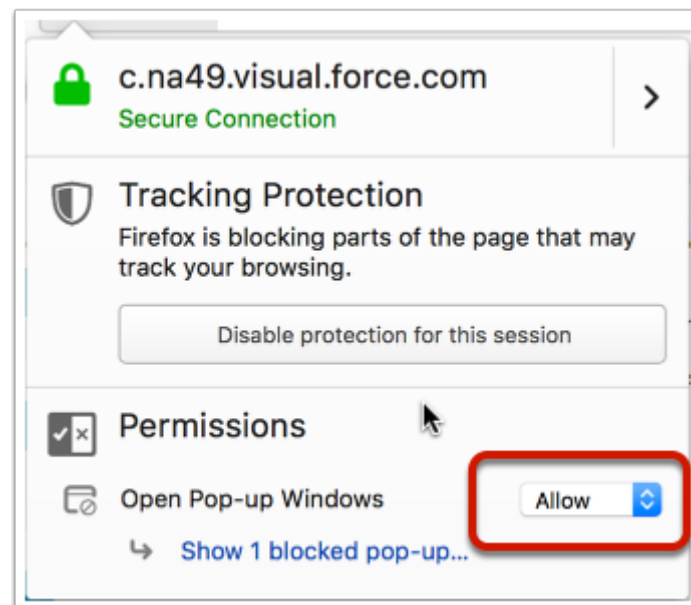 c.na49.visual.force.com
Secure Connection
Tracking Protection
Firefox is blocking parts of the page that may
track your browsing.
Disable protection for this session
Permissions
Open Pop-up Windows Allow
Show 1 blocked pop-up...